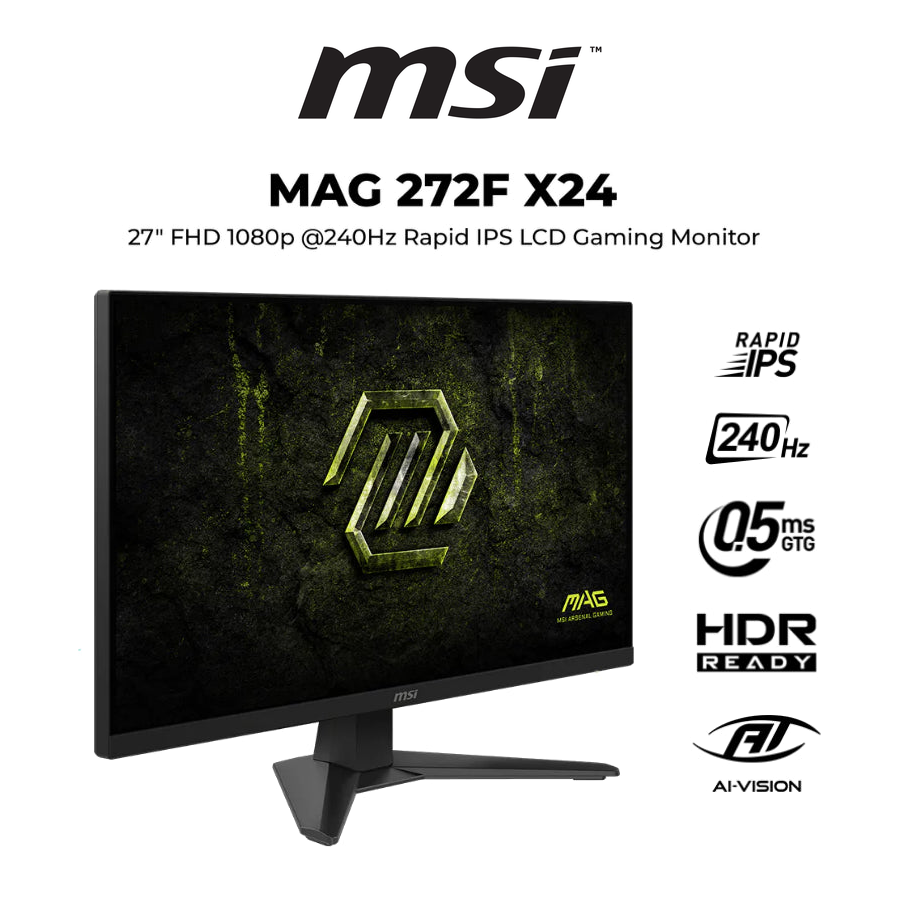 msi™
MAG 272F X24
27" FHD 1080p @240Hz Rapid IPS LCD Gaming Monitor
RAPID
IPS
240Hz
0.5ms
GTG
HDR
READY
AI-VISION
MAG
MSI ARSENAL GAMING
msi